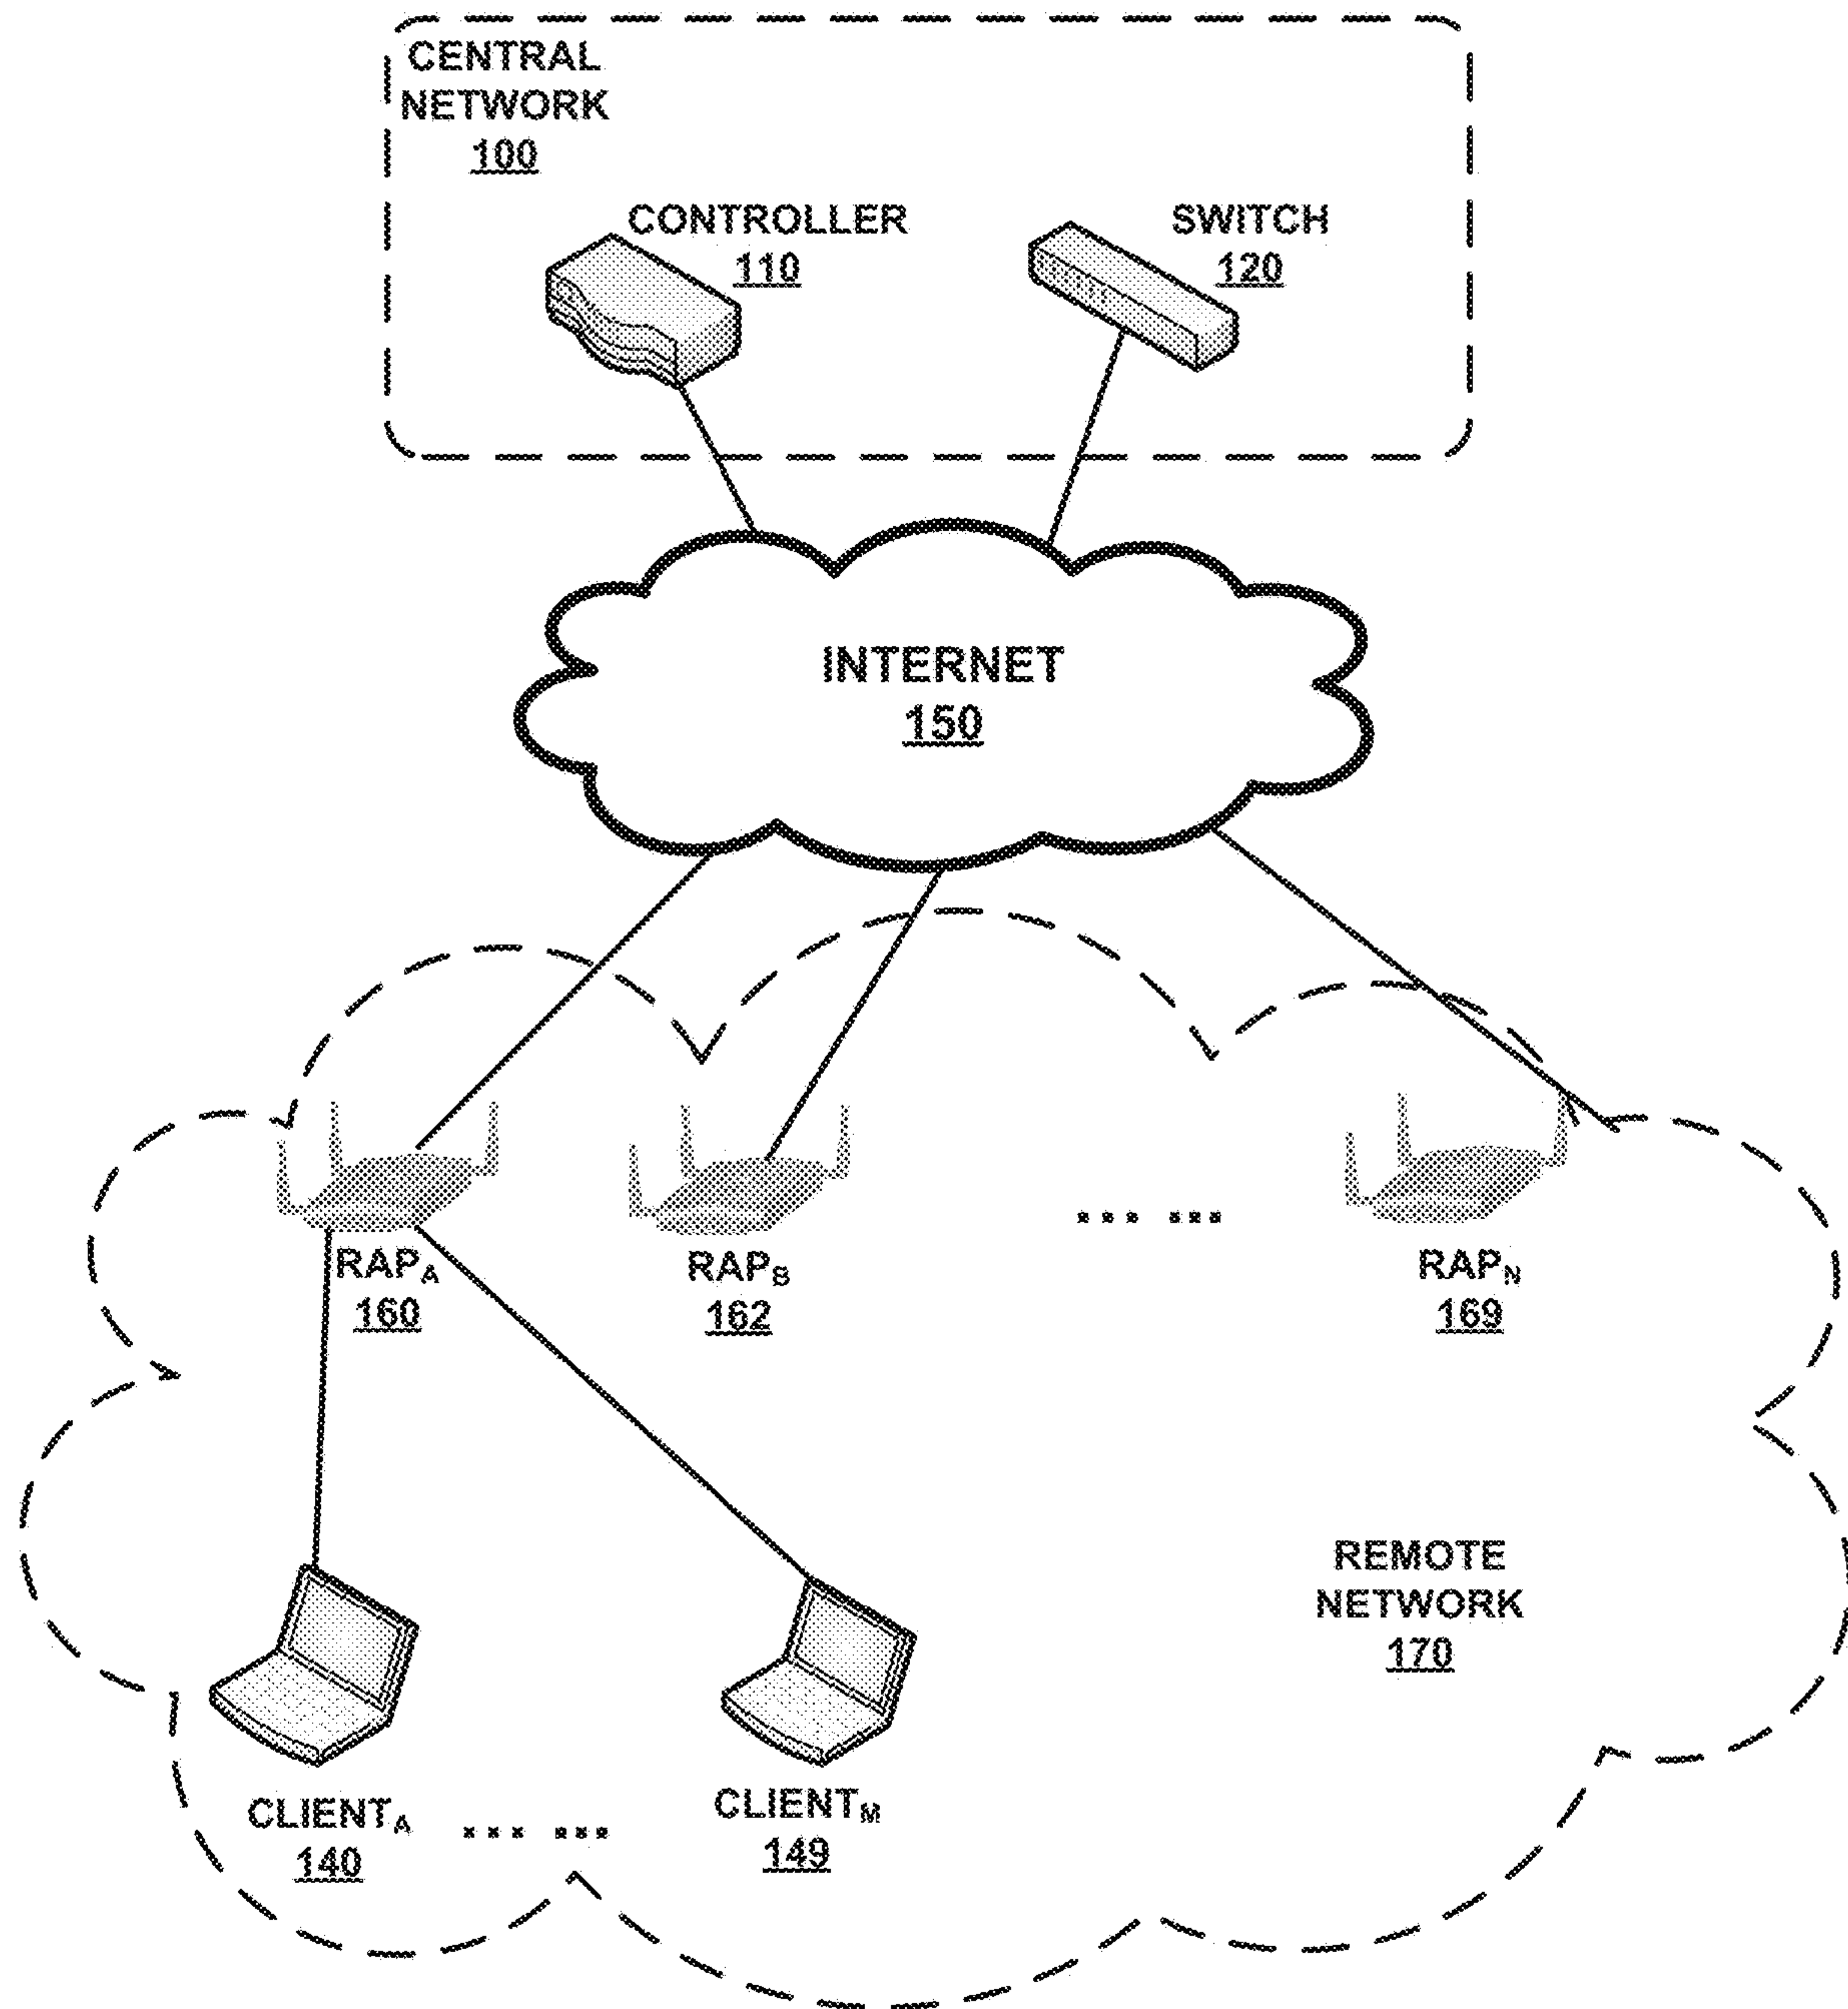 CENTRAL
NETWORK
100
CONTROLLER
110
SWITCH
120
INTERNET
150
RAPA
160
RAPB
162
... ...
RAPN
169
REMOTE
NETWORK
170
CLIENTA
140
... ...
CLIENTM
149